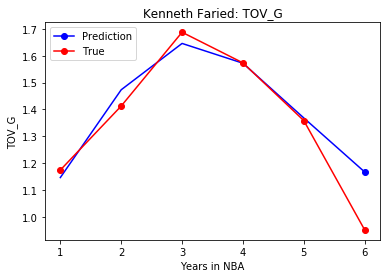 Kenneth Faried: TOV_G
Prediction
True
1.7
1.6
1.5
1.4
1.3
1.2
1.1
1.0
TOV_G
1 2 3 4 5 6
Years in NBA